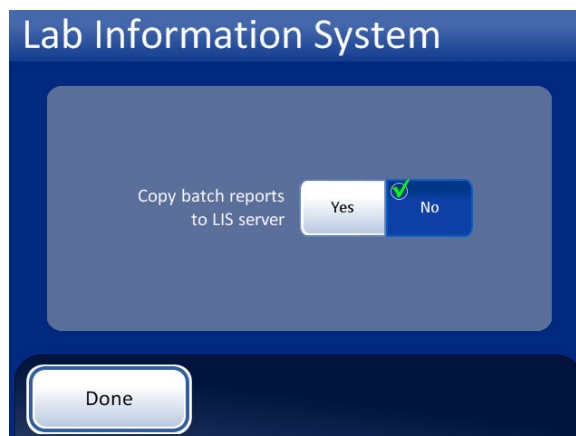 Lab Information System
Copy batch reports
to LIS server
Yes
No
Done